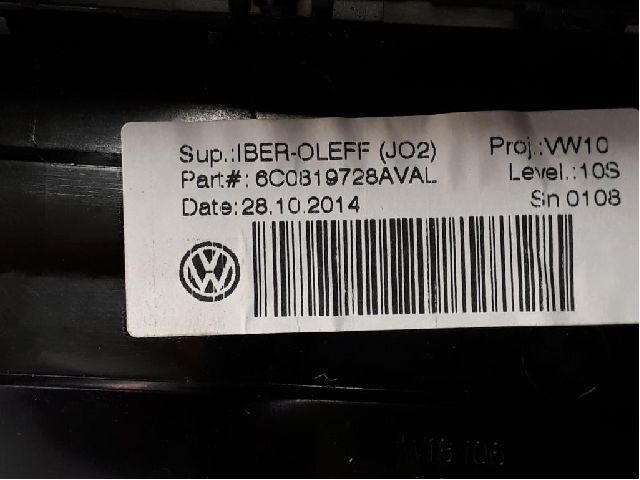 Sup.:IBER-OLEFF (JO2) Proj.:VW10
Part#: 6C0819728AVAL Level.:10S
Date: 28.10.2014 Sn 0108